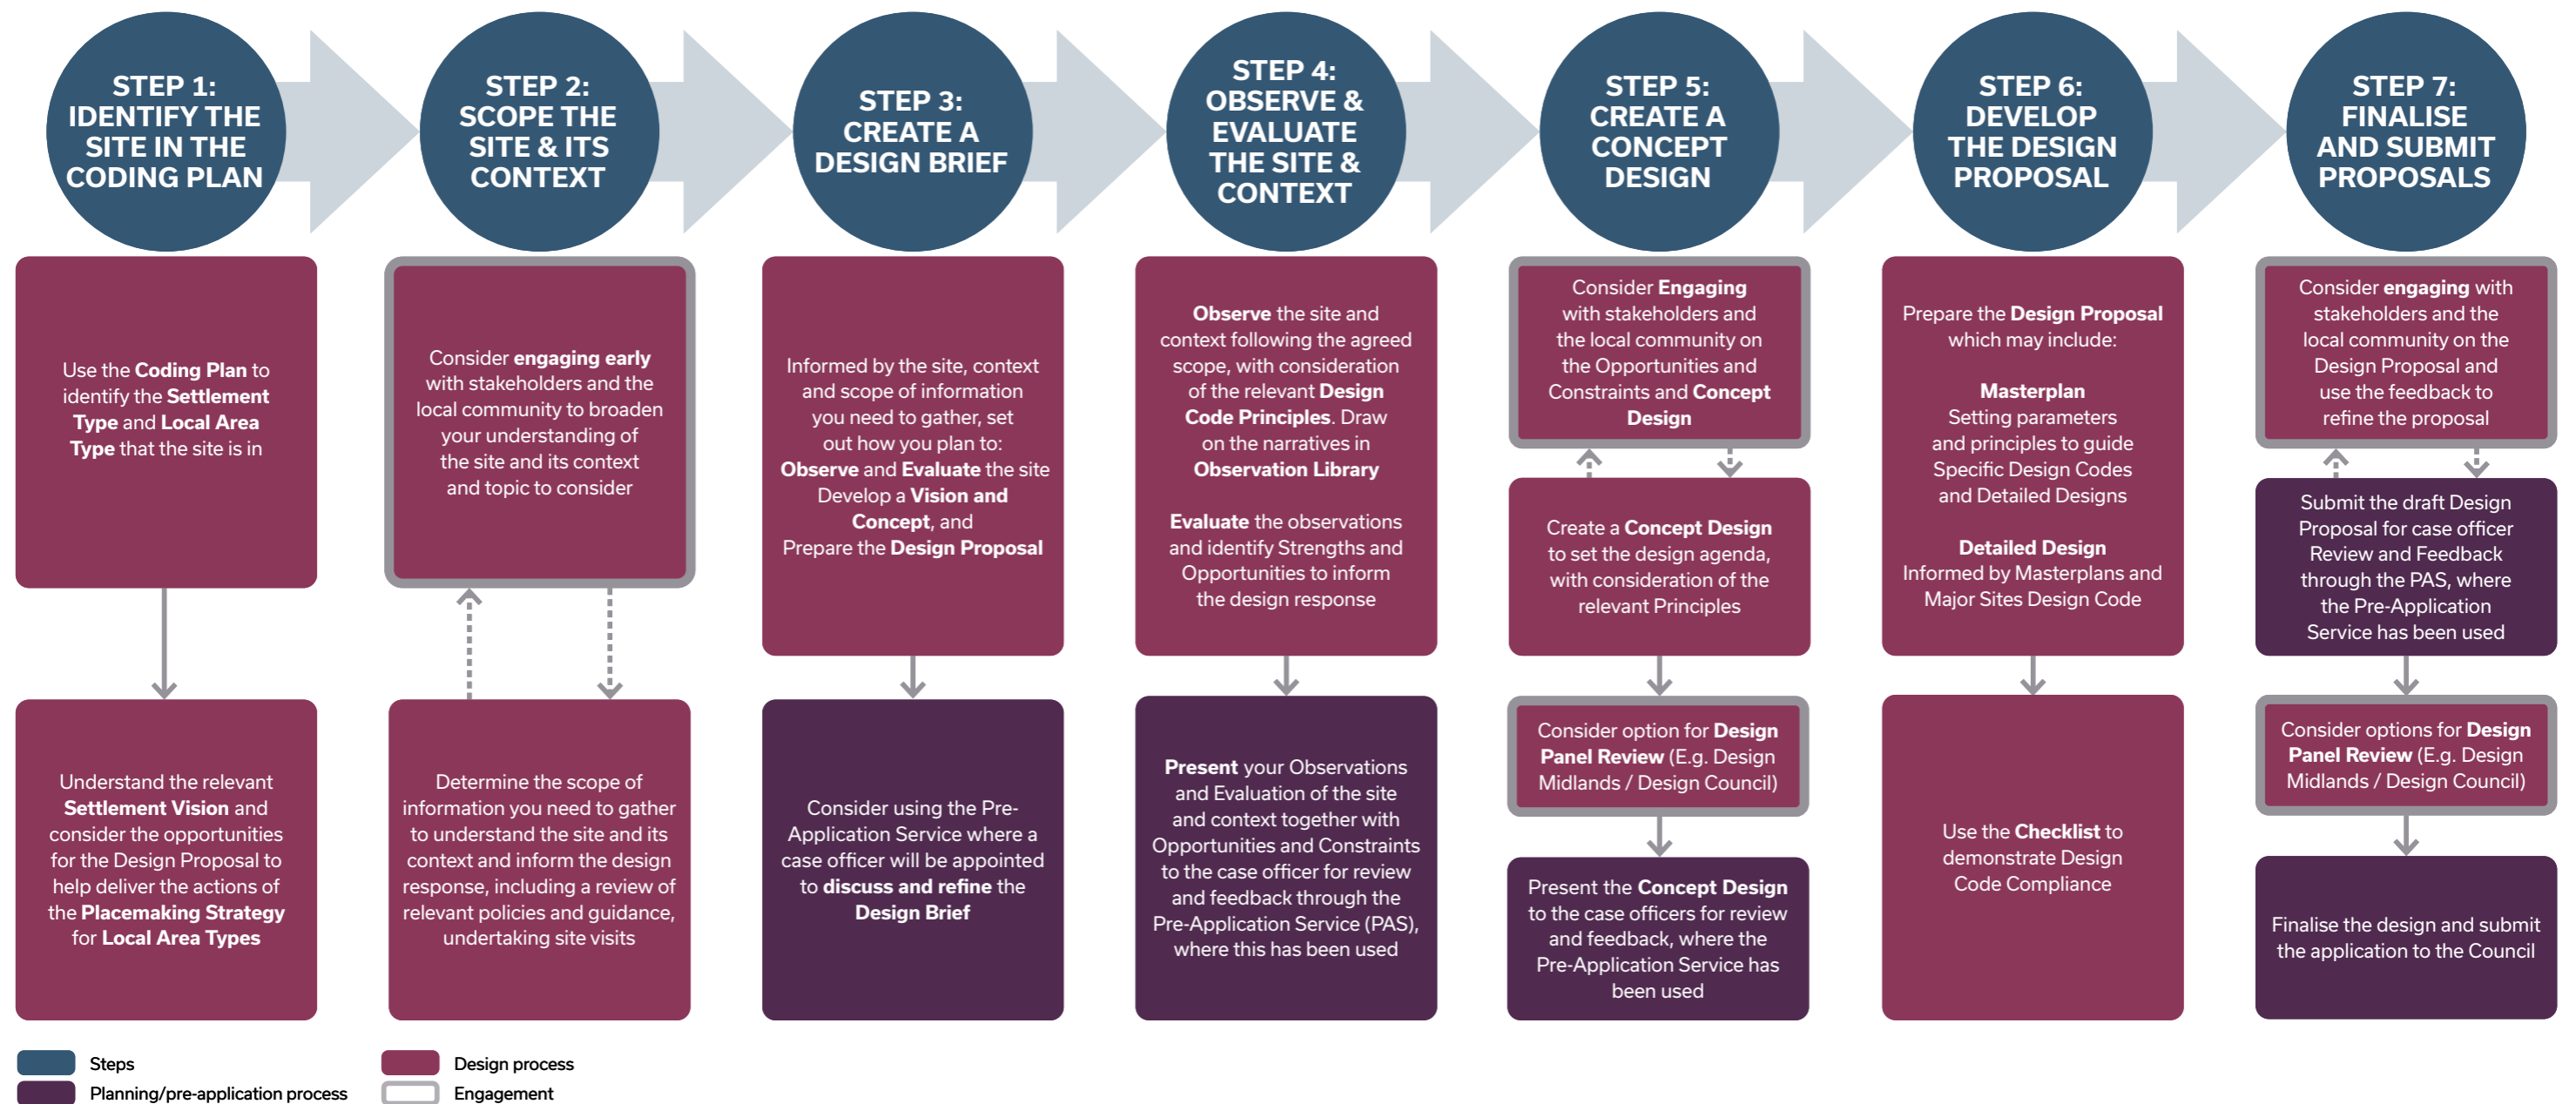 STEP 1:
IDENTIFY THE
SITE IN THE
CODING PLAN
STEP 2:
SCOPE THE
SITE & ITS
CONTEXT
STEP 3:
CREATE A
DESIGN BRIEF
STEP 4:
OBSERVE &
EVALUATE
THE SITE &
CONTEXT
STEP 5:
CREATE A
CONCEPT
DESIGN
STEP 6:
DEVELOP
THE DESIGN
PROPOSAL
STEP 7:
FINALISE
AND SUBMIT
PROPOSALS
Use the Coding Plan to
identify the Settlement
Type and Local Area
Type that the site is in
Understand the relevant
Settlement Vision and
consider the opportunities
for the Design Proposal to
help deliver the actions of
the Placemaking Strategy
for Local Area Types
Consider engaging early
with stakeholders and the
local community to broaden
your understanding of
the site and its context
and topic to consider
Determine the scope of
information you need to gather
to understand the site and its
context and inform the design
response, including a review of
relevant policies and guidance,
undertaking site visits
Informed by the site, context
and scope of information
you need to gather, set
out how you plan to:
Observe and Evaluate the site
Develop a Vision and
Concept, and
Prepare the Design Proposal
Consider using the Pre-
Application Service where a
case officer will be appointed
to discuss and refine the
Design Brief
Observe the site and
context following the agreed
scope, with consideration
of the relevant Design
Code Principles. Draw
on the narratives in
Observation Library
Evaluate the observations
and identify Strengths and
Opportunities to inform
the design response
Present your Observations
and Evaluation of the site
and context together with
Opportunities and Constraints
to the case officer for review
and feedback through the
Pre-Application Service (PAS),
where this has been used
Consider Engaging
with stakeholders and
the local community on
the Opportunities and
Constraints and Concept
Design
Create a Concept Design
to set the design agenda,
with consideration of the
relevant Principles
Consider option for Design
Panel Review (E.g. Design
Midlands / Design Council)
Present the Concept Design
to the case officers for review
and feedback, where the
Pre-Application Service has
been used
Prepare the Design Proposal
which may include:
Masterplan
Setting parameters
and principles to guide
Specific Design Codes
and Detailed Designs
Detailed Design
Informed by Masterplans and
Major Sites Design Code
Use the Checklist to
demonstrate Design
Code Compliance
Consider engaging with
stakeholders and the
local community on the
Design Proposal and
use the feedback to
refine the proposal
Submit the draft Design
Proposal for case officer
Review and Feedback
through the PAS, where
the Pre-Application
Service has been used
Consider options for Design
Panel Review (E.g. Design
Midlands / Design Council)
Finalise the design and submit
the application to the Council
Steps
Planning/pre-application process
Design process
Engagement